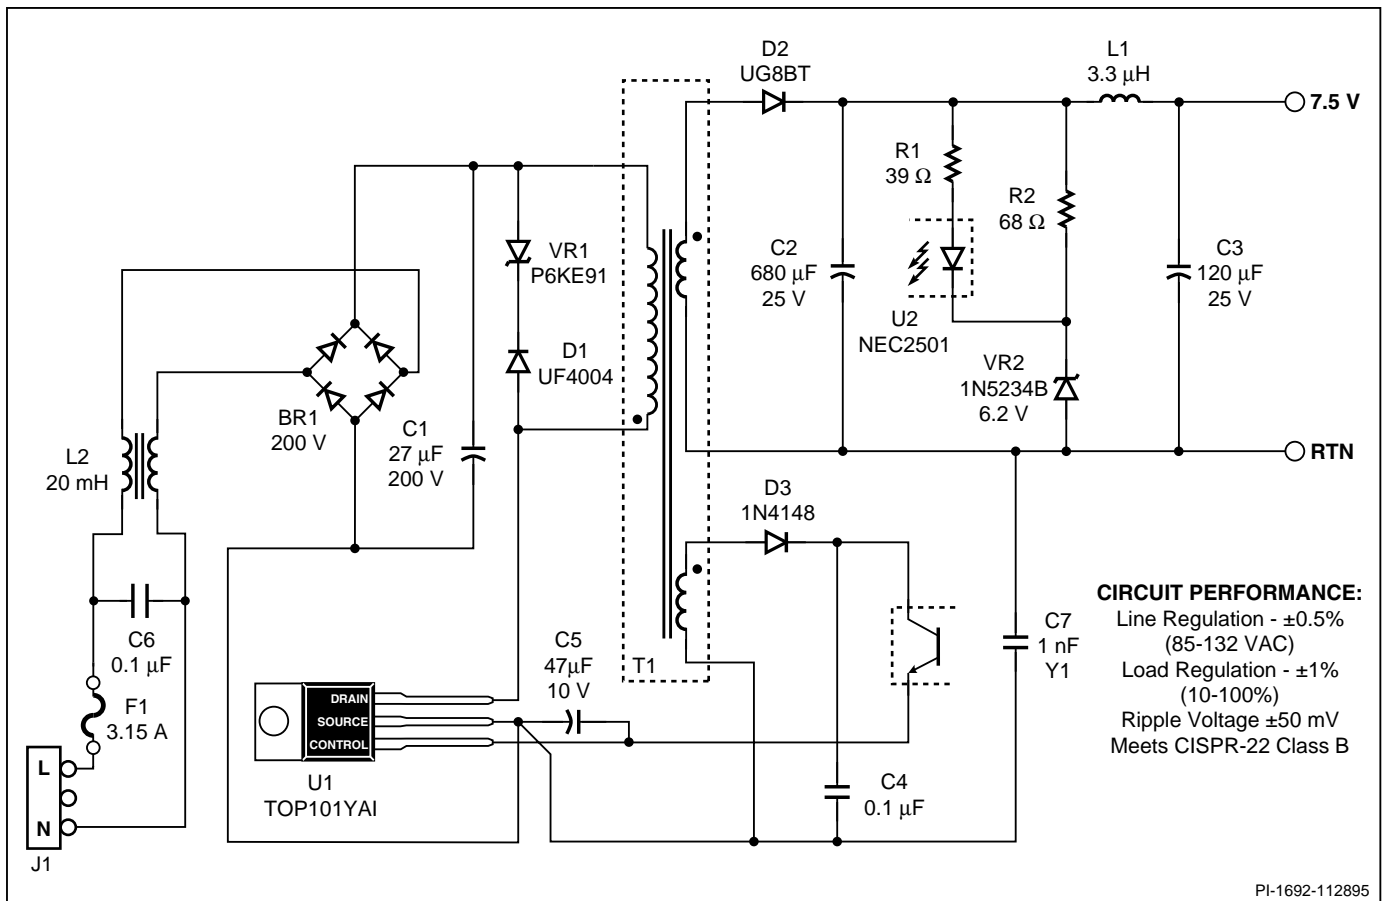 D2
UG8BT
L1
3.3 µH
7.5 V
R1
39 Ω
R2
68 Ω
VR1
P6KE91
C2
680 µF
25 V
C3
120 µF
25 V
U2
NEC2501
D1
UF4004
VR2
1N5234B
6.2 V
BR1
200 V
C1
27 µF
200 V
L2
20 mH
RTN
D3
1N4148
CIRCUIT PERFORMANCE:
Line Regulation - ±0.5%
(85-132 VAC)
Load Regulation - ±1%
(10-100%)
Ripple Voltage ±50 mV
Meets CISPR-22 Class B
C6
0.1 µF
C5
47µF
10 V
T1
C7
1 nF
Y1
F1
3.15 A
DRAIN
SOURCE
CONTROL
L
N
J1
U1
TOP101YAI
C4
0.1 µF
PI-1692-112895